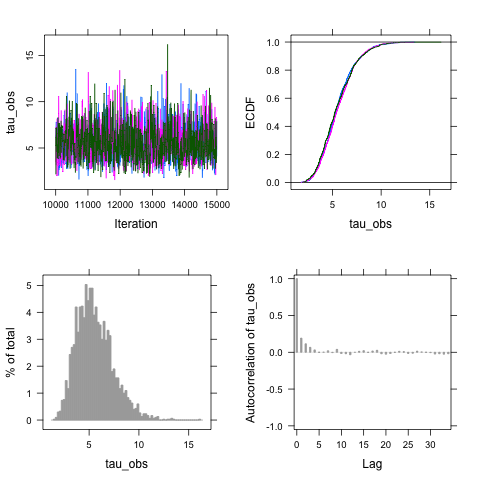 tau_obs
15
10
5
10000 11000 12000 13000 14000 15000
Iteration
ECDF
1.0
0.8
0.6
0.4
0.2
0.0
5 10 15
tau_obs
% of total
5
4
3
2
1
0
5 10 15
tau_obs
Autocorrelation of tau_obs
1.0
0.5
0.0
-0.5
-1.0
0 5 10 15 20 25 30
Lag